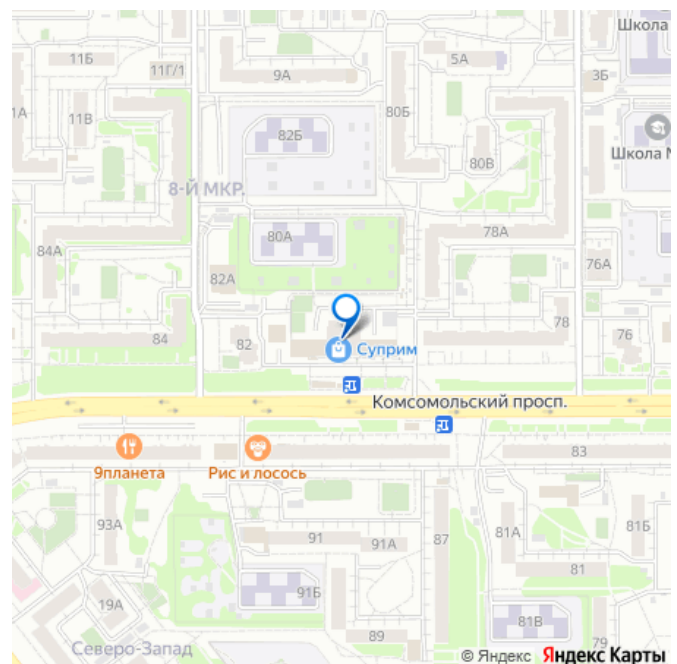 Школа
11Б
11Г/1
9А
5А
3Б
1А
11В
82Б
80Б
80В
Школа №
8-Й МКР.
84А
80А
78А
82А
76А
84
82
Суприм
78
76
Комсомольский просп.
9планета
Рис и лосось
83
93А
91
91А
87
81А
81Б
81
19А
91Б
81В
Северо-Запад
89
79
© Яндекс Яндекс Карты